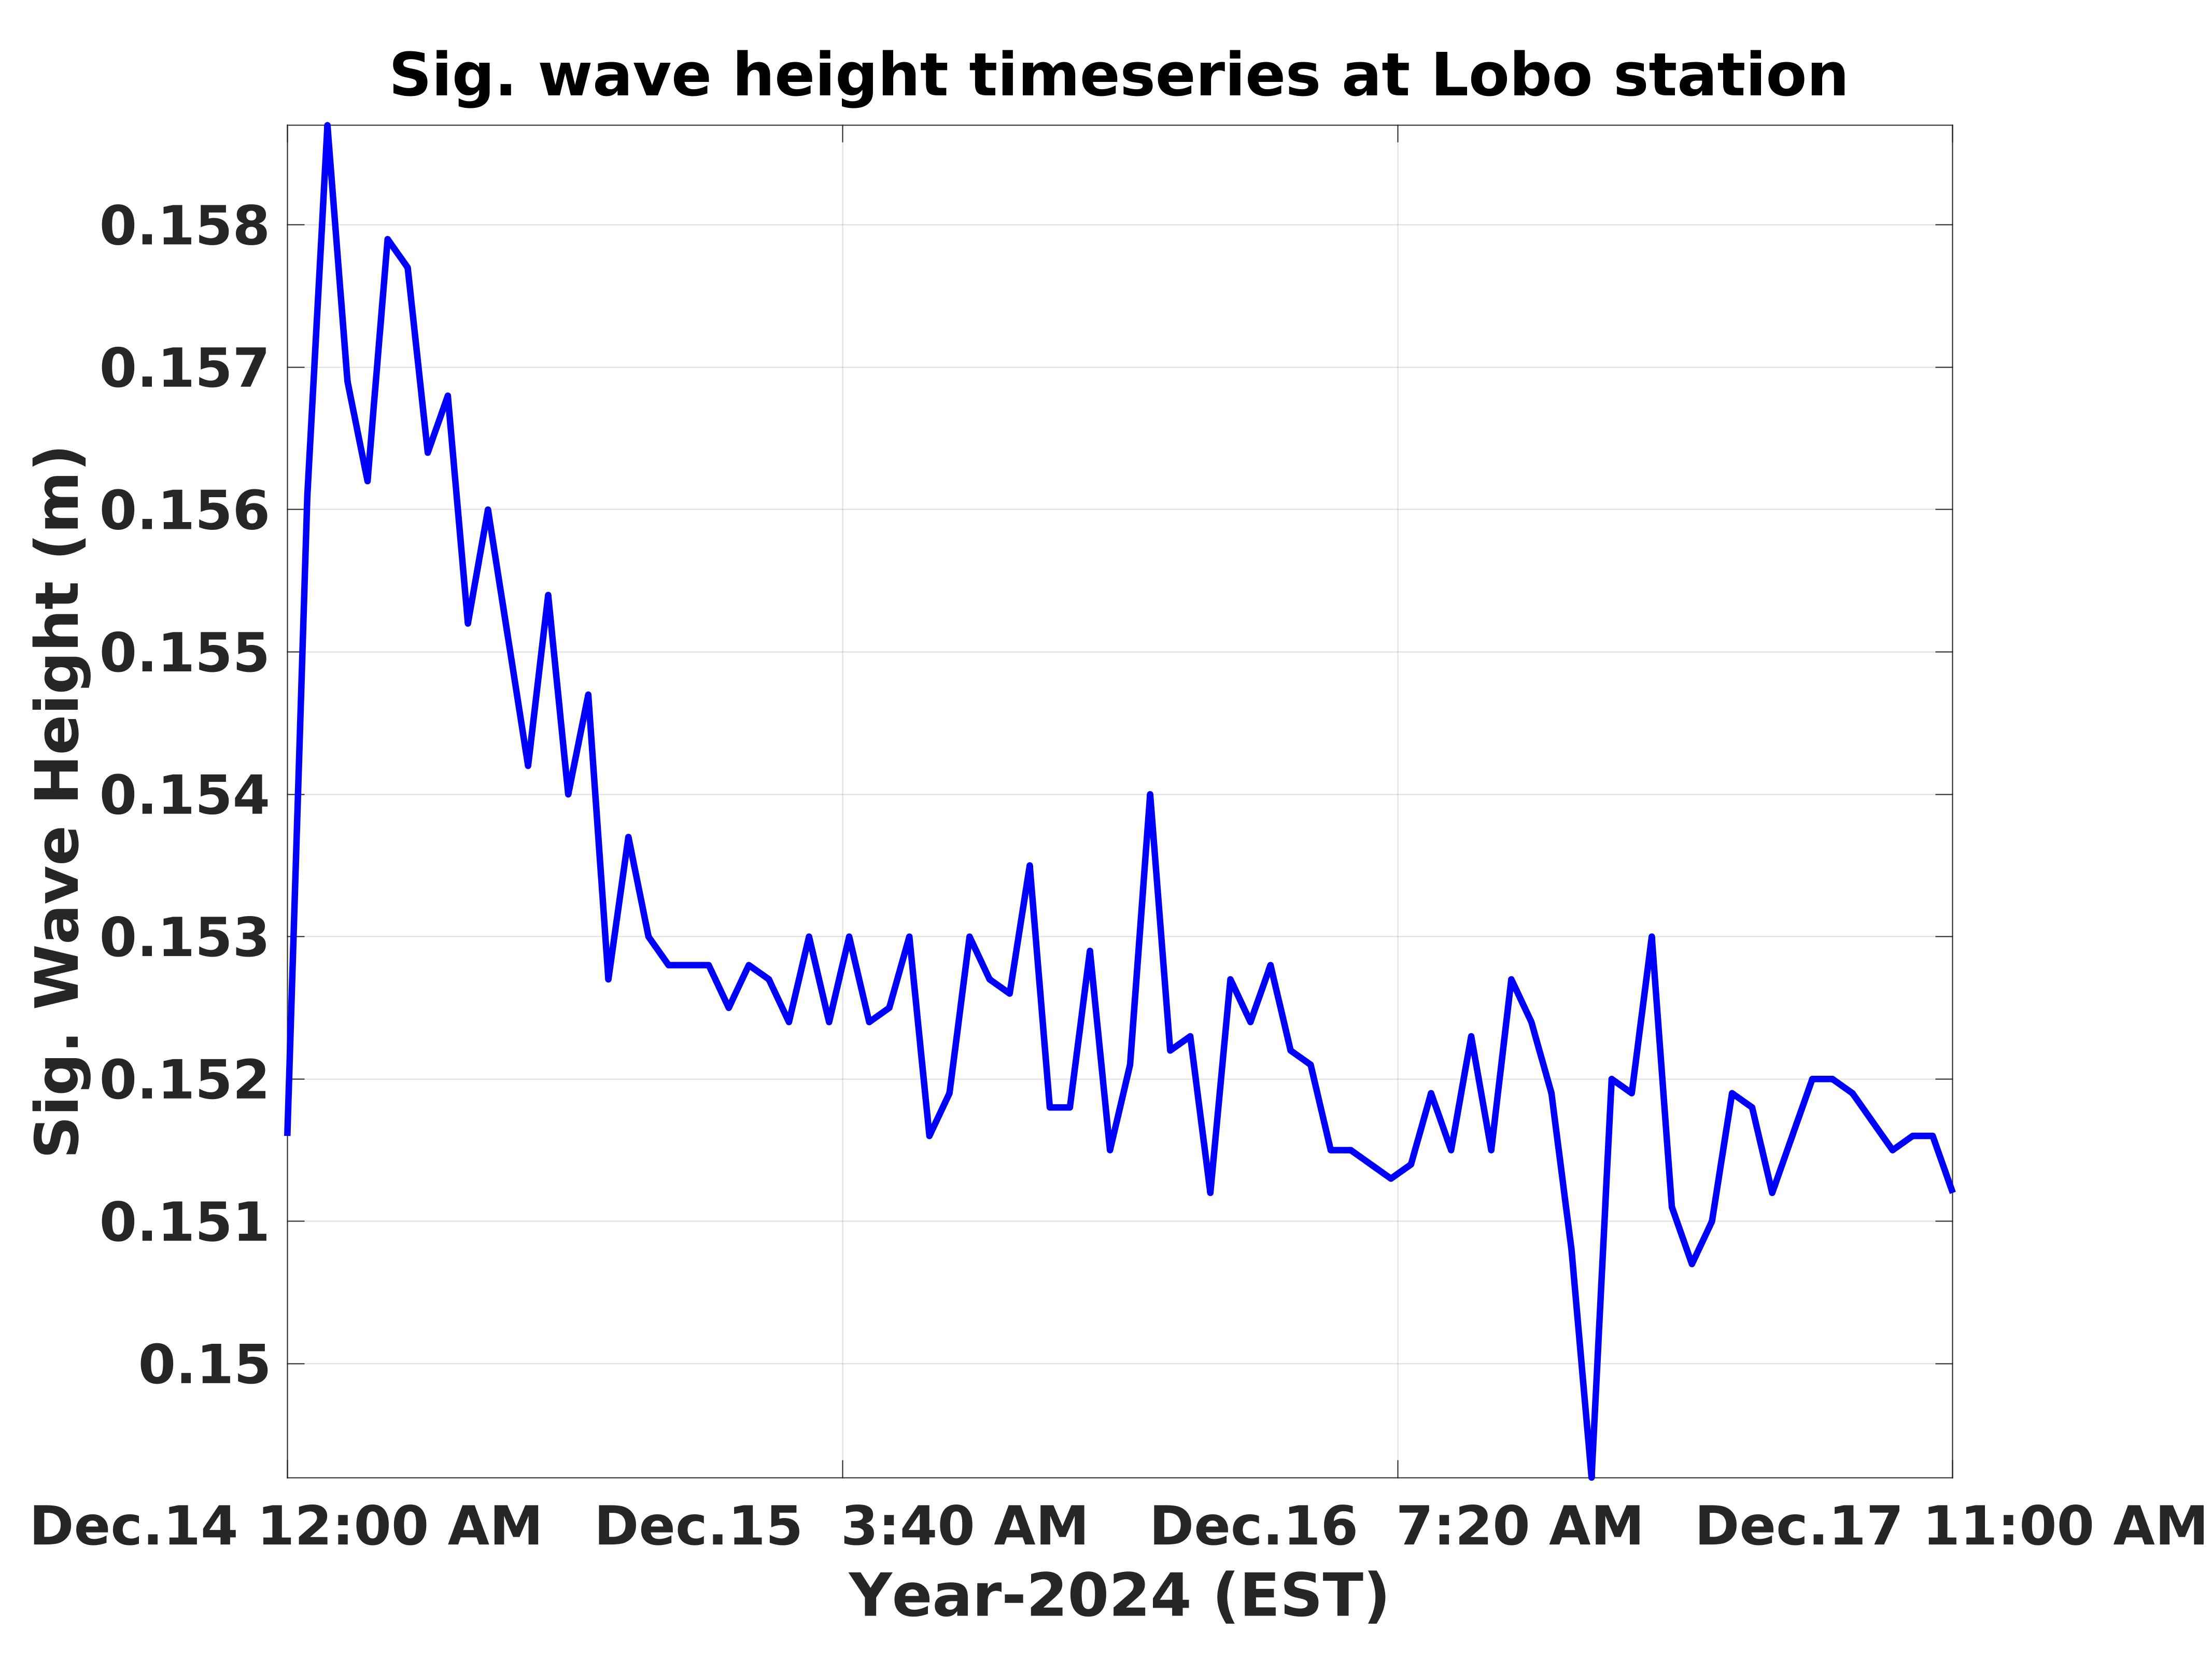 Sig. wave height timeseries at Lobo station
0.158
0.157
0.156
0.155
0.154
0.153
0.152
0.151
0.15
Sig. Wave Height (m)
Dec.14 12:00 AM Dec.15 3:40 AM Dec.16 7:20 AM Dec.17 11:00 AM
Year-2024 (EST)